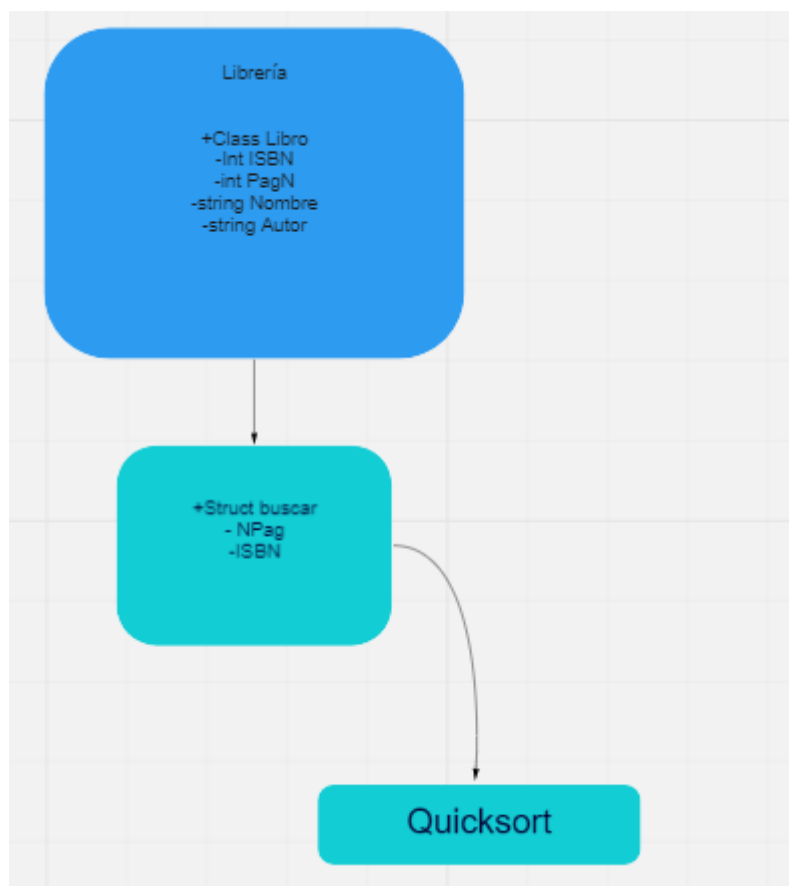 Librería
+Class Libro
-Int ISBN
-int PagN
-string Nombre
-string Autor
+Struct buscar
- NPag
-ISBN
Quicksort